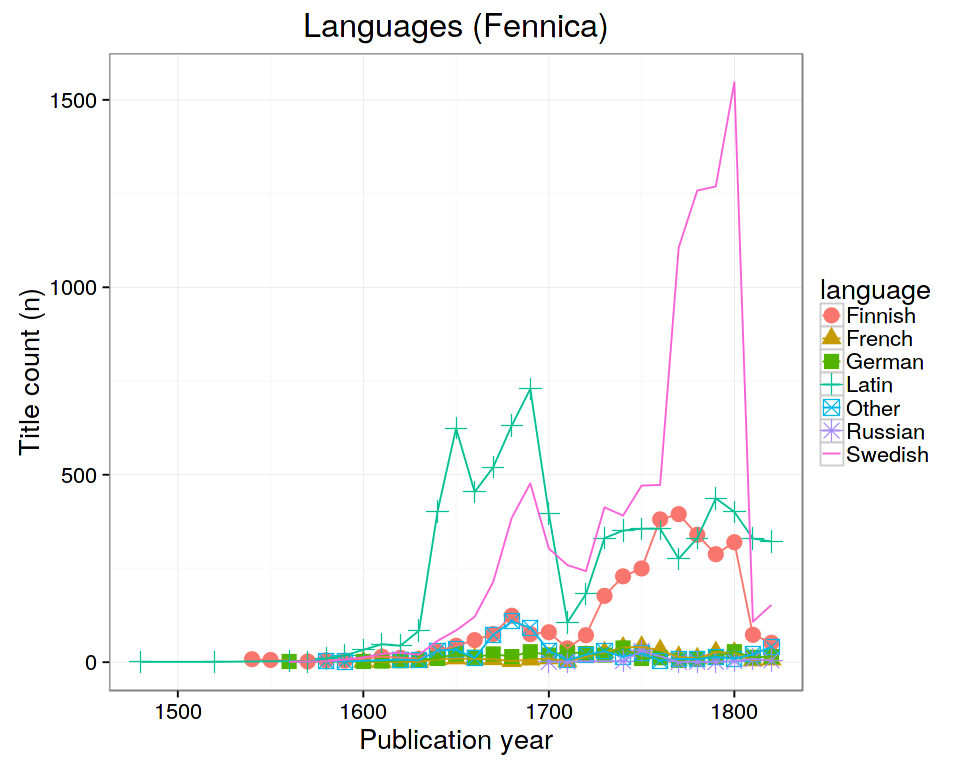 Languages (Fennica)
Title count (n)
1500
1000
500
0
1500
1600
1700
1800
Publication year
language
Finnish
French
German
Latin
Other
Russian
Swedish